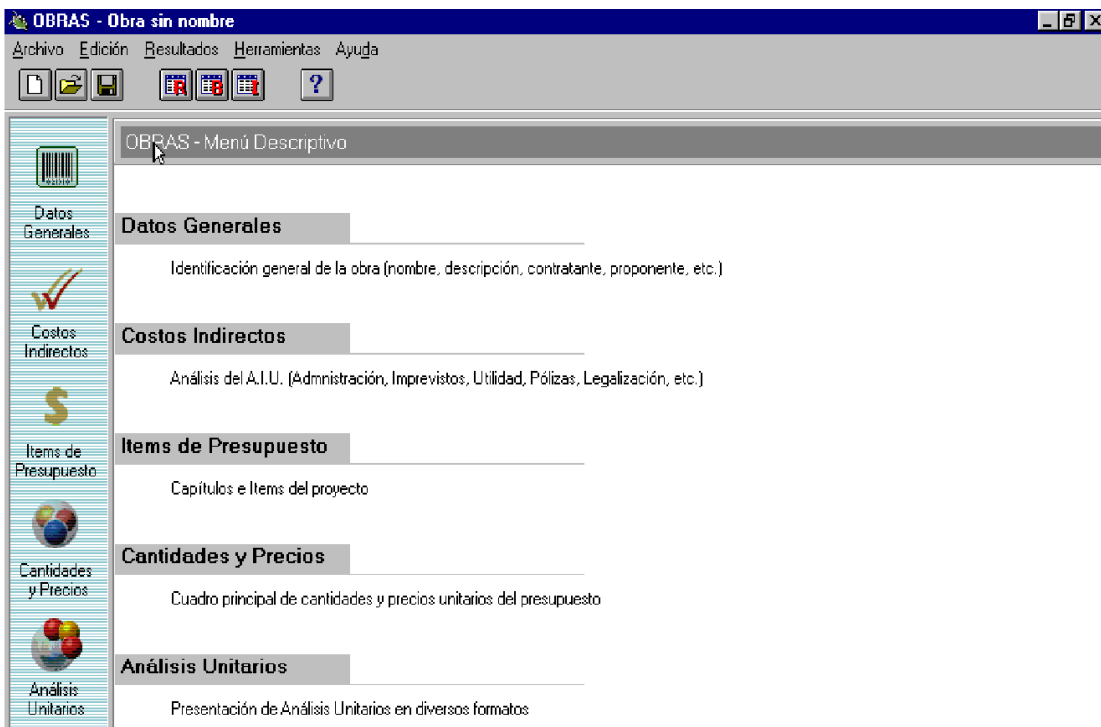 OBRAS - Obra sin nombre
Archivo Edición Resultados Herramientas Ayuda
R B I ?
OBRAS - Menú Descriptivo
Datos
Generales
Costos
Indirectos
Items de
Presupuesto
Cantidades
y Precios
Análisis
Unitarios
Datos Generales
Identificación general de la obra (nombre, descripción, contratante, proponente, etc.)
Costos Indirectos
Análisis del A.I.U. (Admnistración, Imprevistos, Utilidad, Pólizas, Legalización, etc.)
Items de Presupuesto
Capítulos e Items del proyecto
Cantidades y Precios
Cuadro principal de cantidades y precios unitarios del presupuesto
Análisis Unitarios
Presentación de Análisis Unitarios en diversos formatos